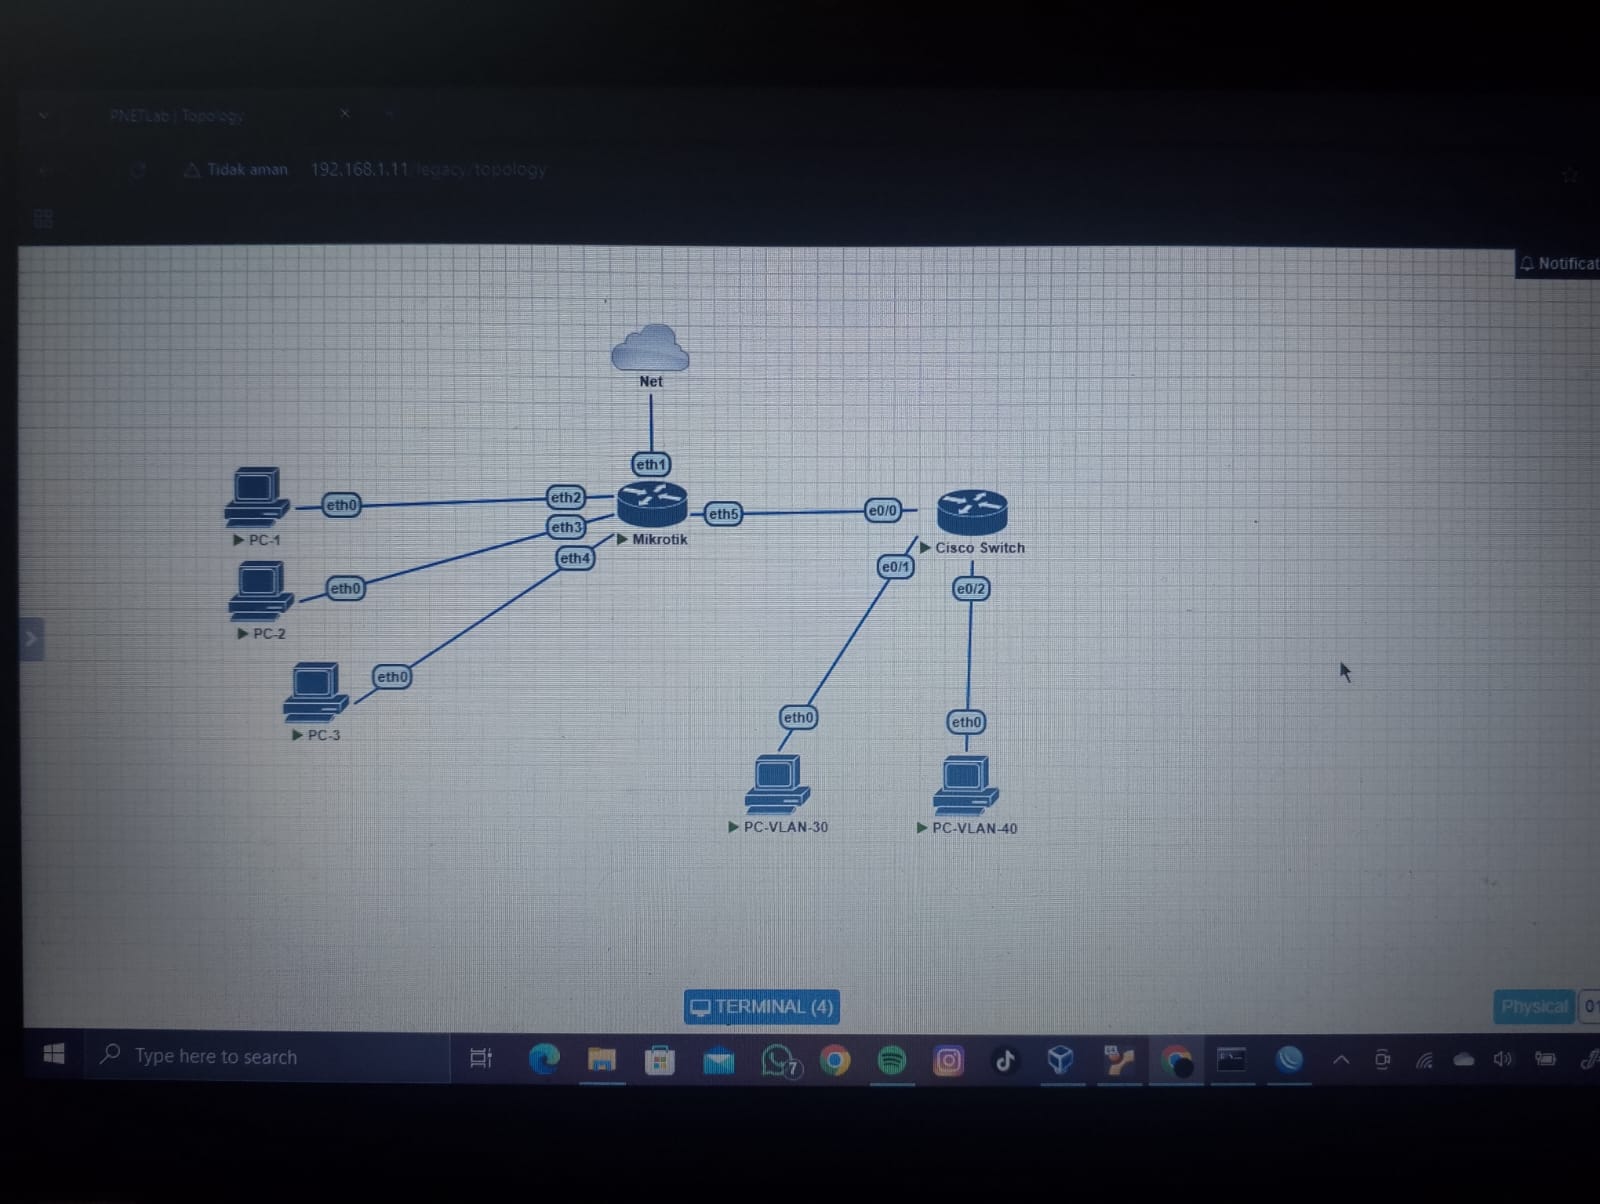 PNETLab | Topology
Tidak aman 192.168.1.11/legacy/topology
Notificat
Net
eth1
eth0
eth2
eth5
e0/0
PC-1
eth3
Mikrotik
Cisco Switch
eth4
e0/1
eth0
e0/2
PC-2
eth0
PC-3
eth0
eth0
PC-VLAN-30
PC-VLAN-40
TERMINAL (4)
Physical
01
Type here to search
7